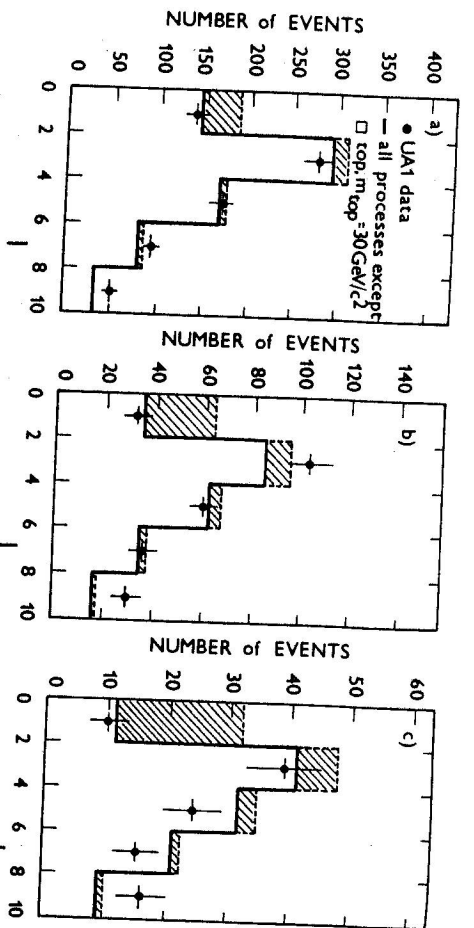 NUMBER of EVENTS
400
300
200
150
100
50
0
a)
● UA1 data
— all processes except
□ top, m top = 30 GeV/c²
0 2 4 6 8 10
NUMBER of EVENTS
140
120
100
80
60
40
20
0
b)
0 2 4 6 8 10
NUMBER of EVENTS
60
50
40
30
20
10
0
c)
0 2 4 6 8 10